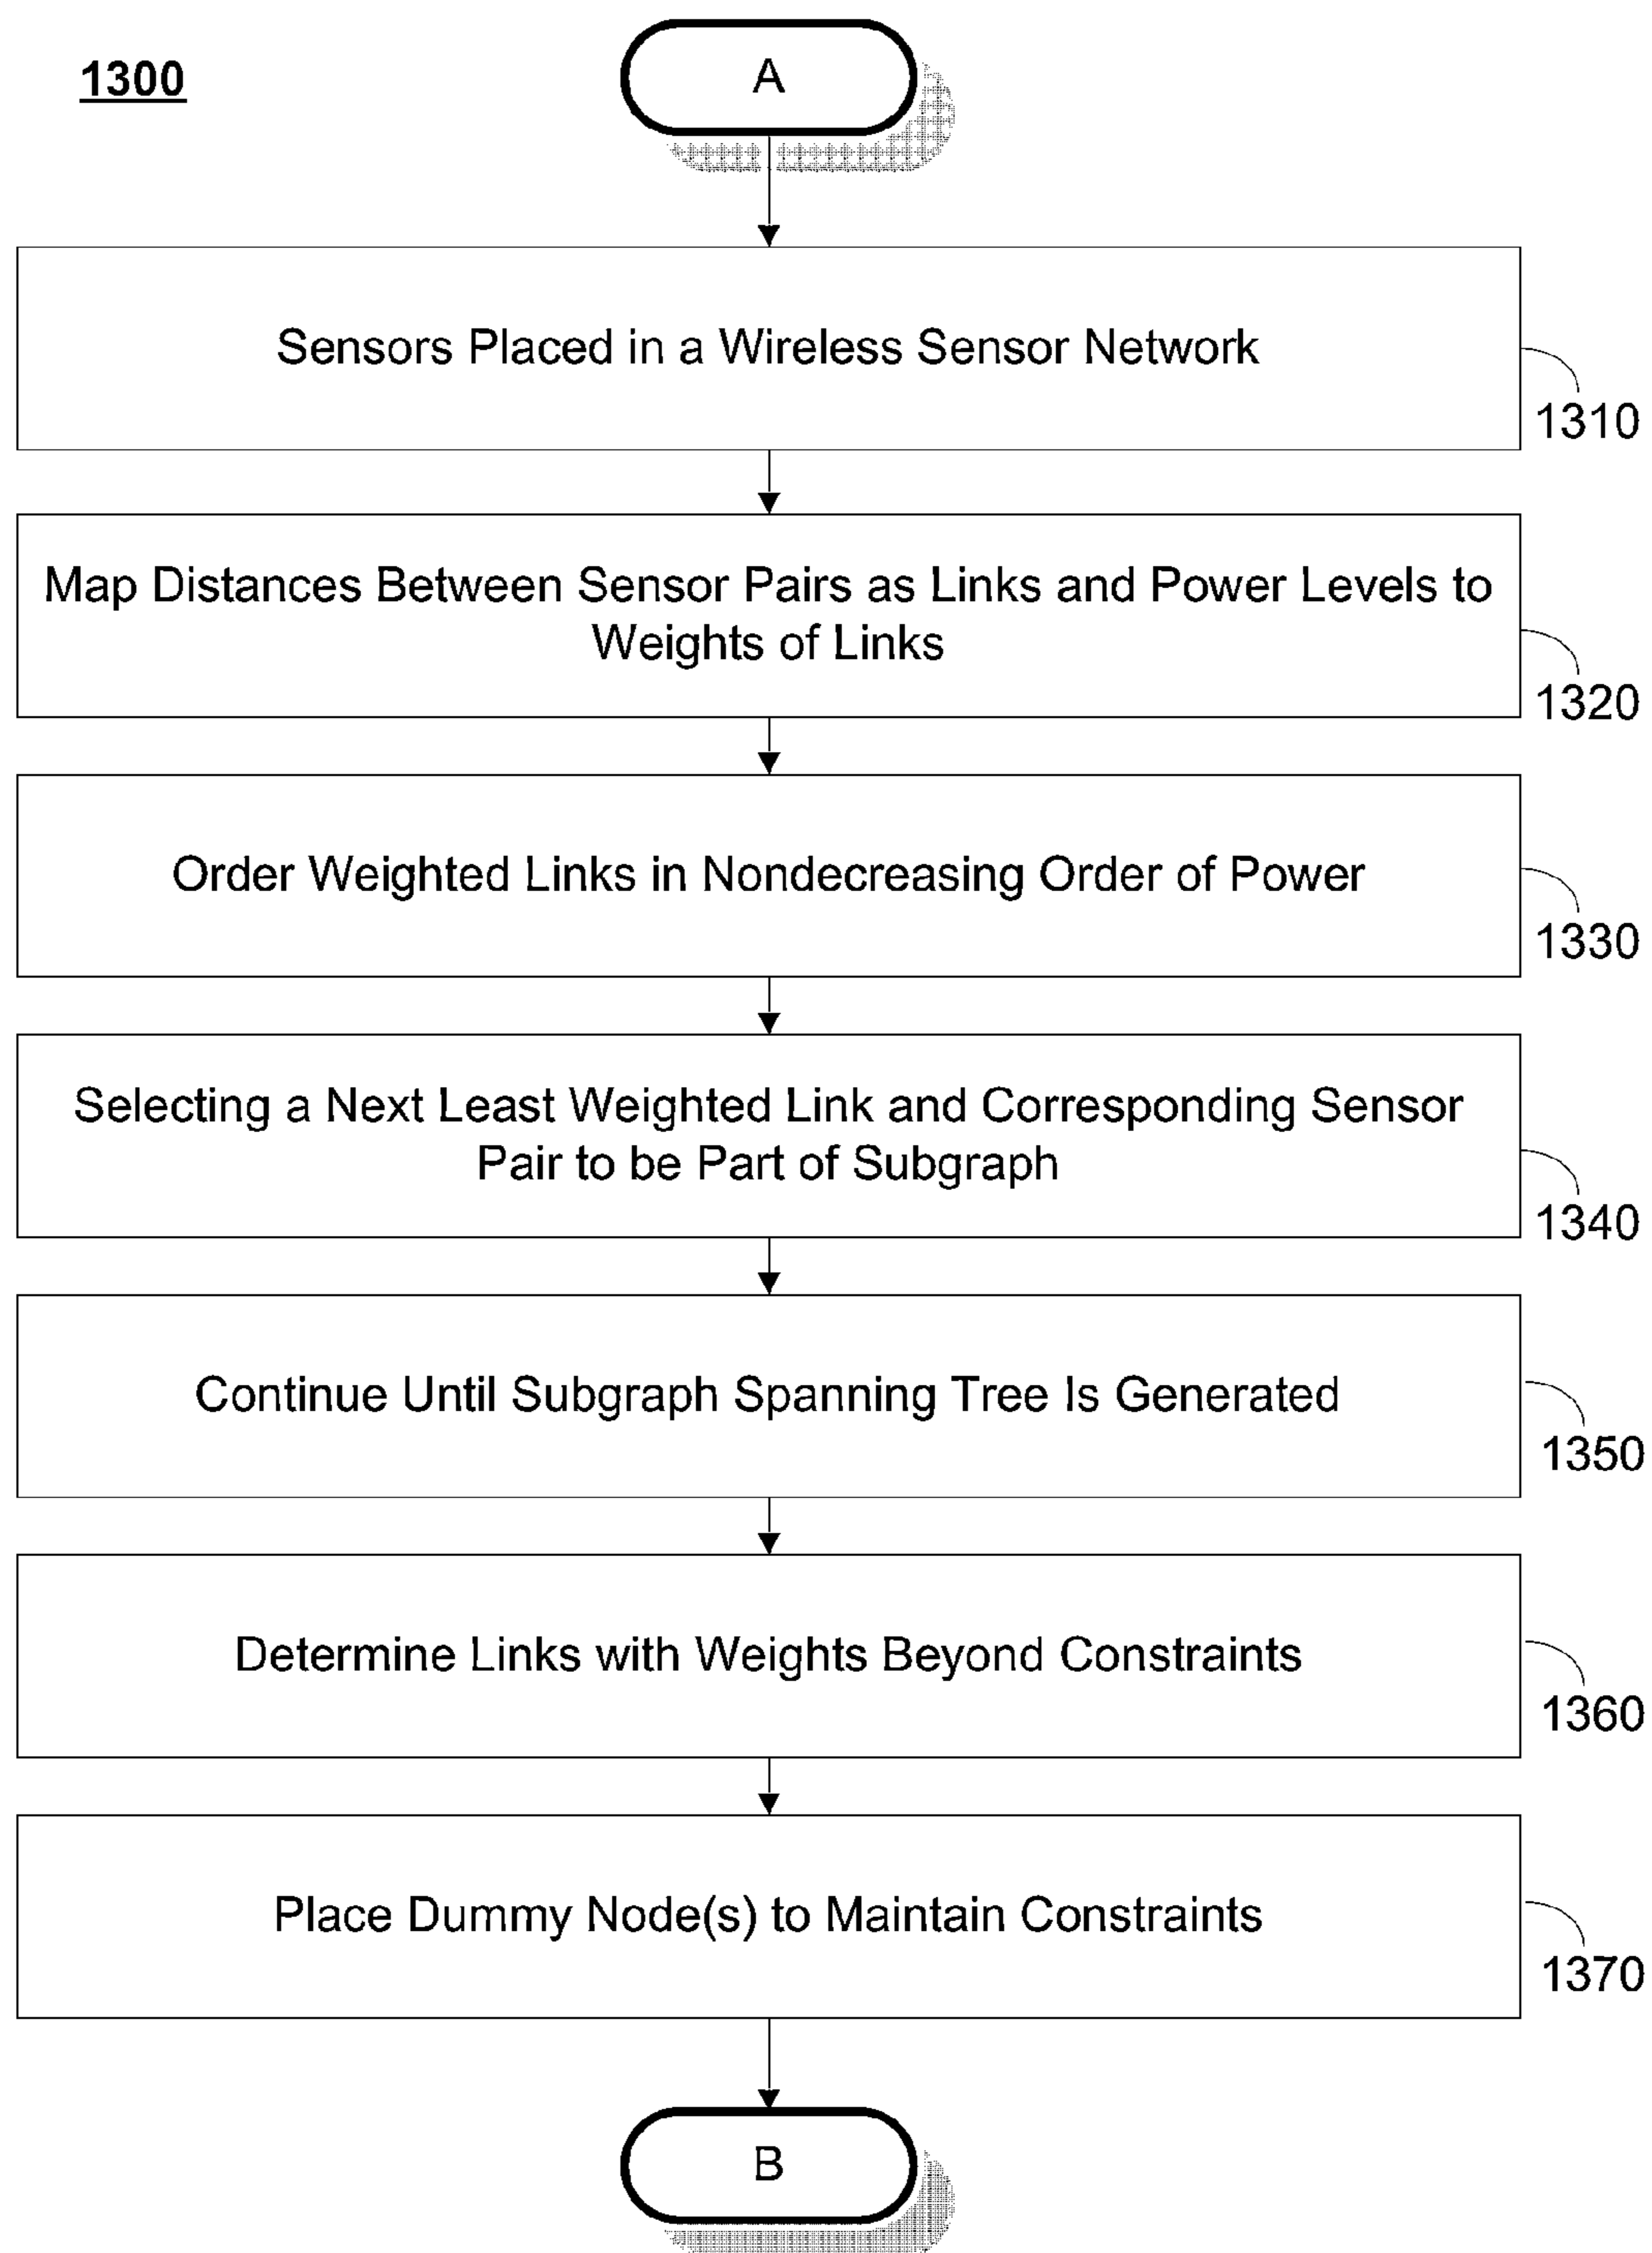 1300
A
Sensors Placed in a Wireless Sensor Network
1310
Map Distances Between Sensor Pairs as Links and Power Levels to
Weights of Links
1320
Order Weighted Links in Nondecreasing Order of Power
1330
Selecting a Next Least Weighted Link and Corresponding Sensor
Pair to be Part of Subgraph
1340
Continue Until Subgraph Spanning Tree Is Generated
1350
Determine Links with Weights Beyond Constraints
1360
Place Dummy Node(s) to Maintain Constraints
1370
B